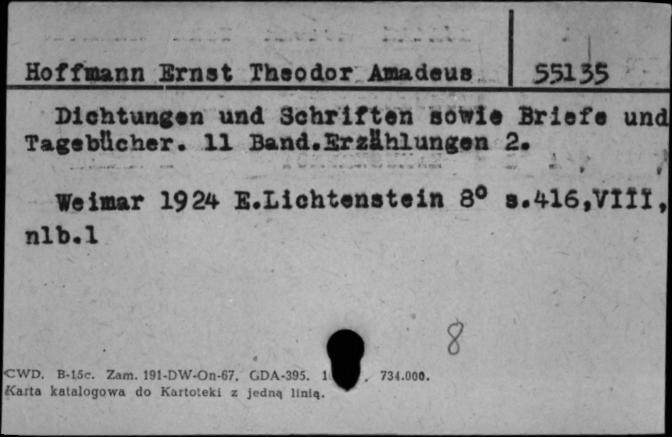 Hoffmann Ernst Theodor Amadeus 55135
Dichtungen und Schriften sowie Briefe und
Tagebücher. 11 Band.Erzählungen 2.
Weimar 1924 E.Lichtenstein 8º s.416,VIII,
nlb.1
8
CWD. B-15c. Zam. 191-DW-On-67. GDA-395. 1 . 734.000.
Karta katalogowa do Kartoteki z jedną linią.